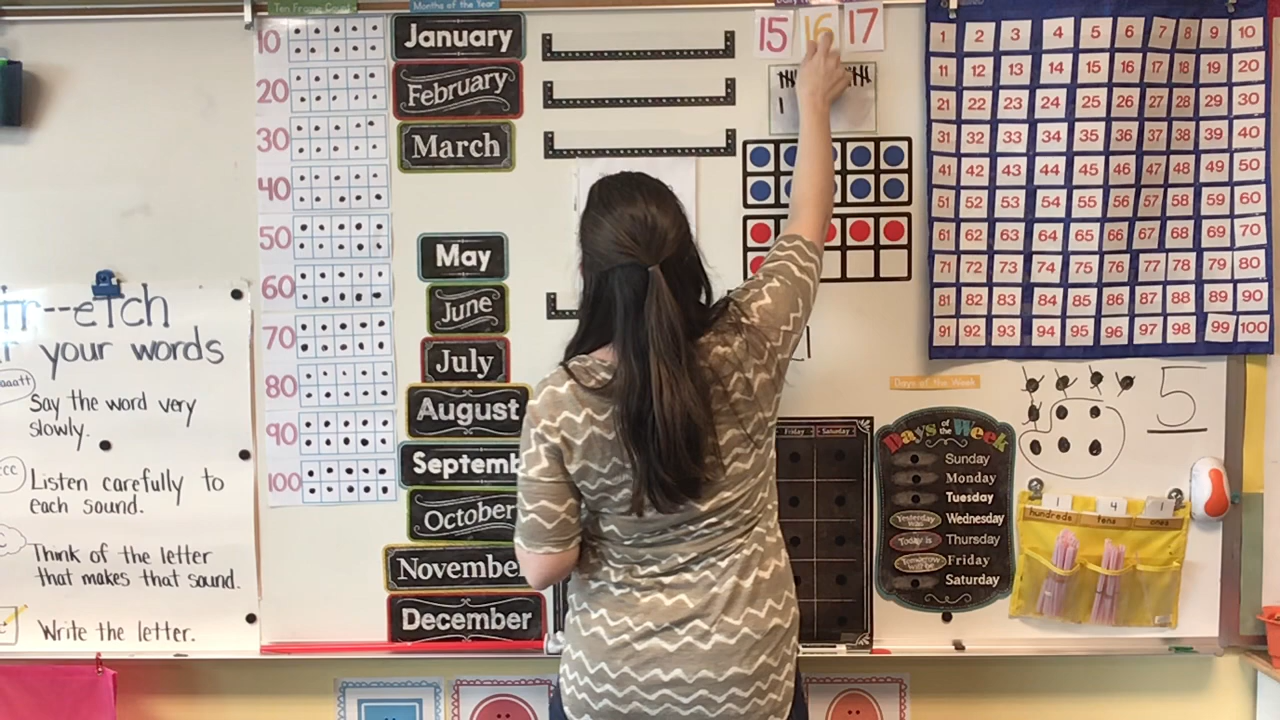 Ten Frame Count
10
20
30
40
50
60
70
80
90
100
Months of the Year
January
February
March
May
June
July
August
Septemb
October
Novembe
December
15 16 17
1 2 3 4 5 6 7 8 9 10
11 12 13 14 15 16 17 18 19 20
21 22 23 24 25 26 27 28 29 30
31 32 33 34 35 36 37 38 39 40
41 42 43 44 45 46 47 48 49 50
51 52 53 54 55 56 57 58 59 60
61 62 63 64 65 66 67 68 69 70
71 72 73 74 75 76 77 78 79 80
81 82 83 84 85 86 87 88 89 90
91 92 93 94 95 96 97 98 99 100
tr--etch
your words
Say the word very
slowly.
Listen carefully to
each sound.
Think of the letter
that makes that sound.
Write the letter.
Friday Saturday
Days of the Week
Days of the Week
Sunday
Monday
Tuesday
Yesterday was Wednesday
Today is Thursday
Tomorrow will be Friday
Saturday
5
1 4 1
hundreds tens ones